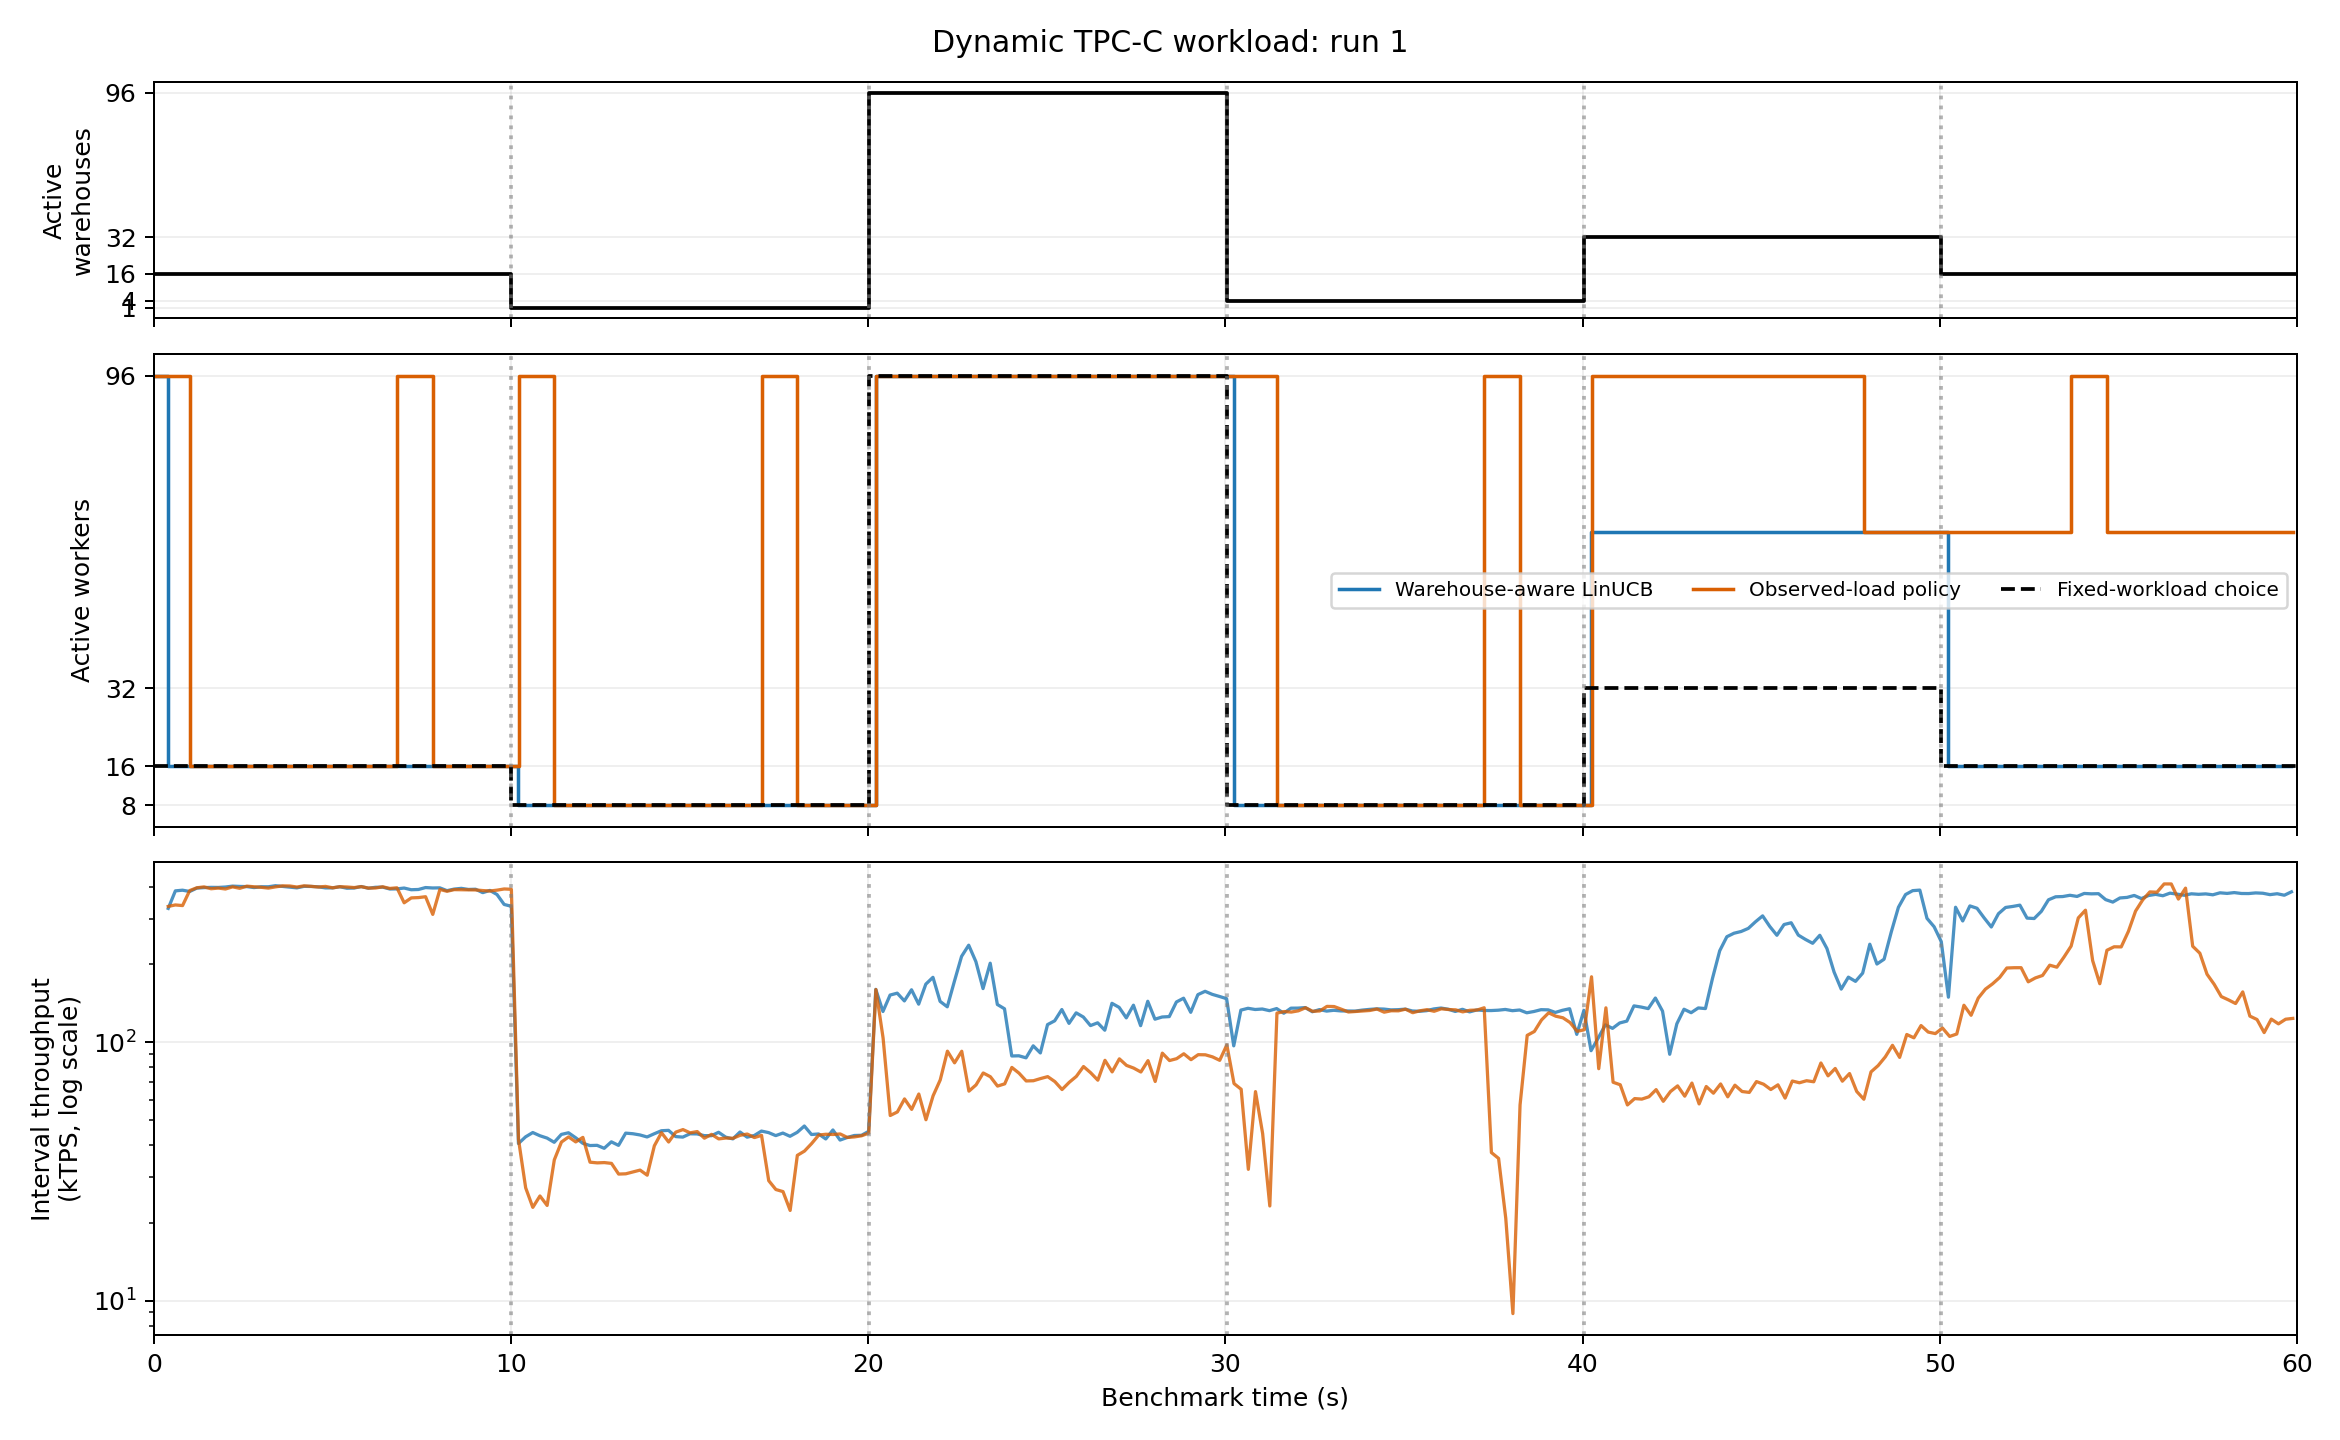 Dynamic TPC-C workload: run 1
Active
warehouses
96
32
16
4
1
Active workers
96
32
16
8
Warehouse-aware LinUCB
Observed-load policy
Fixed-workload choice
Interval throughput
(kTPS, log scale)
10²
10¹
0 10 20 30 40 50 60
Benchmark time (s)